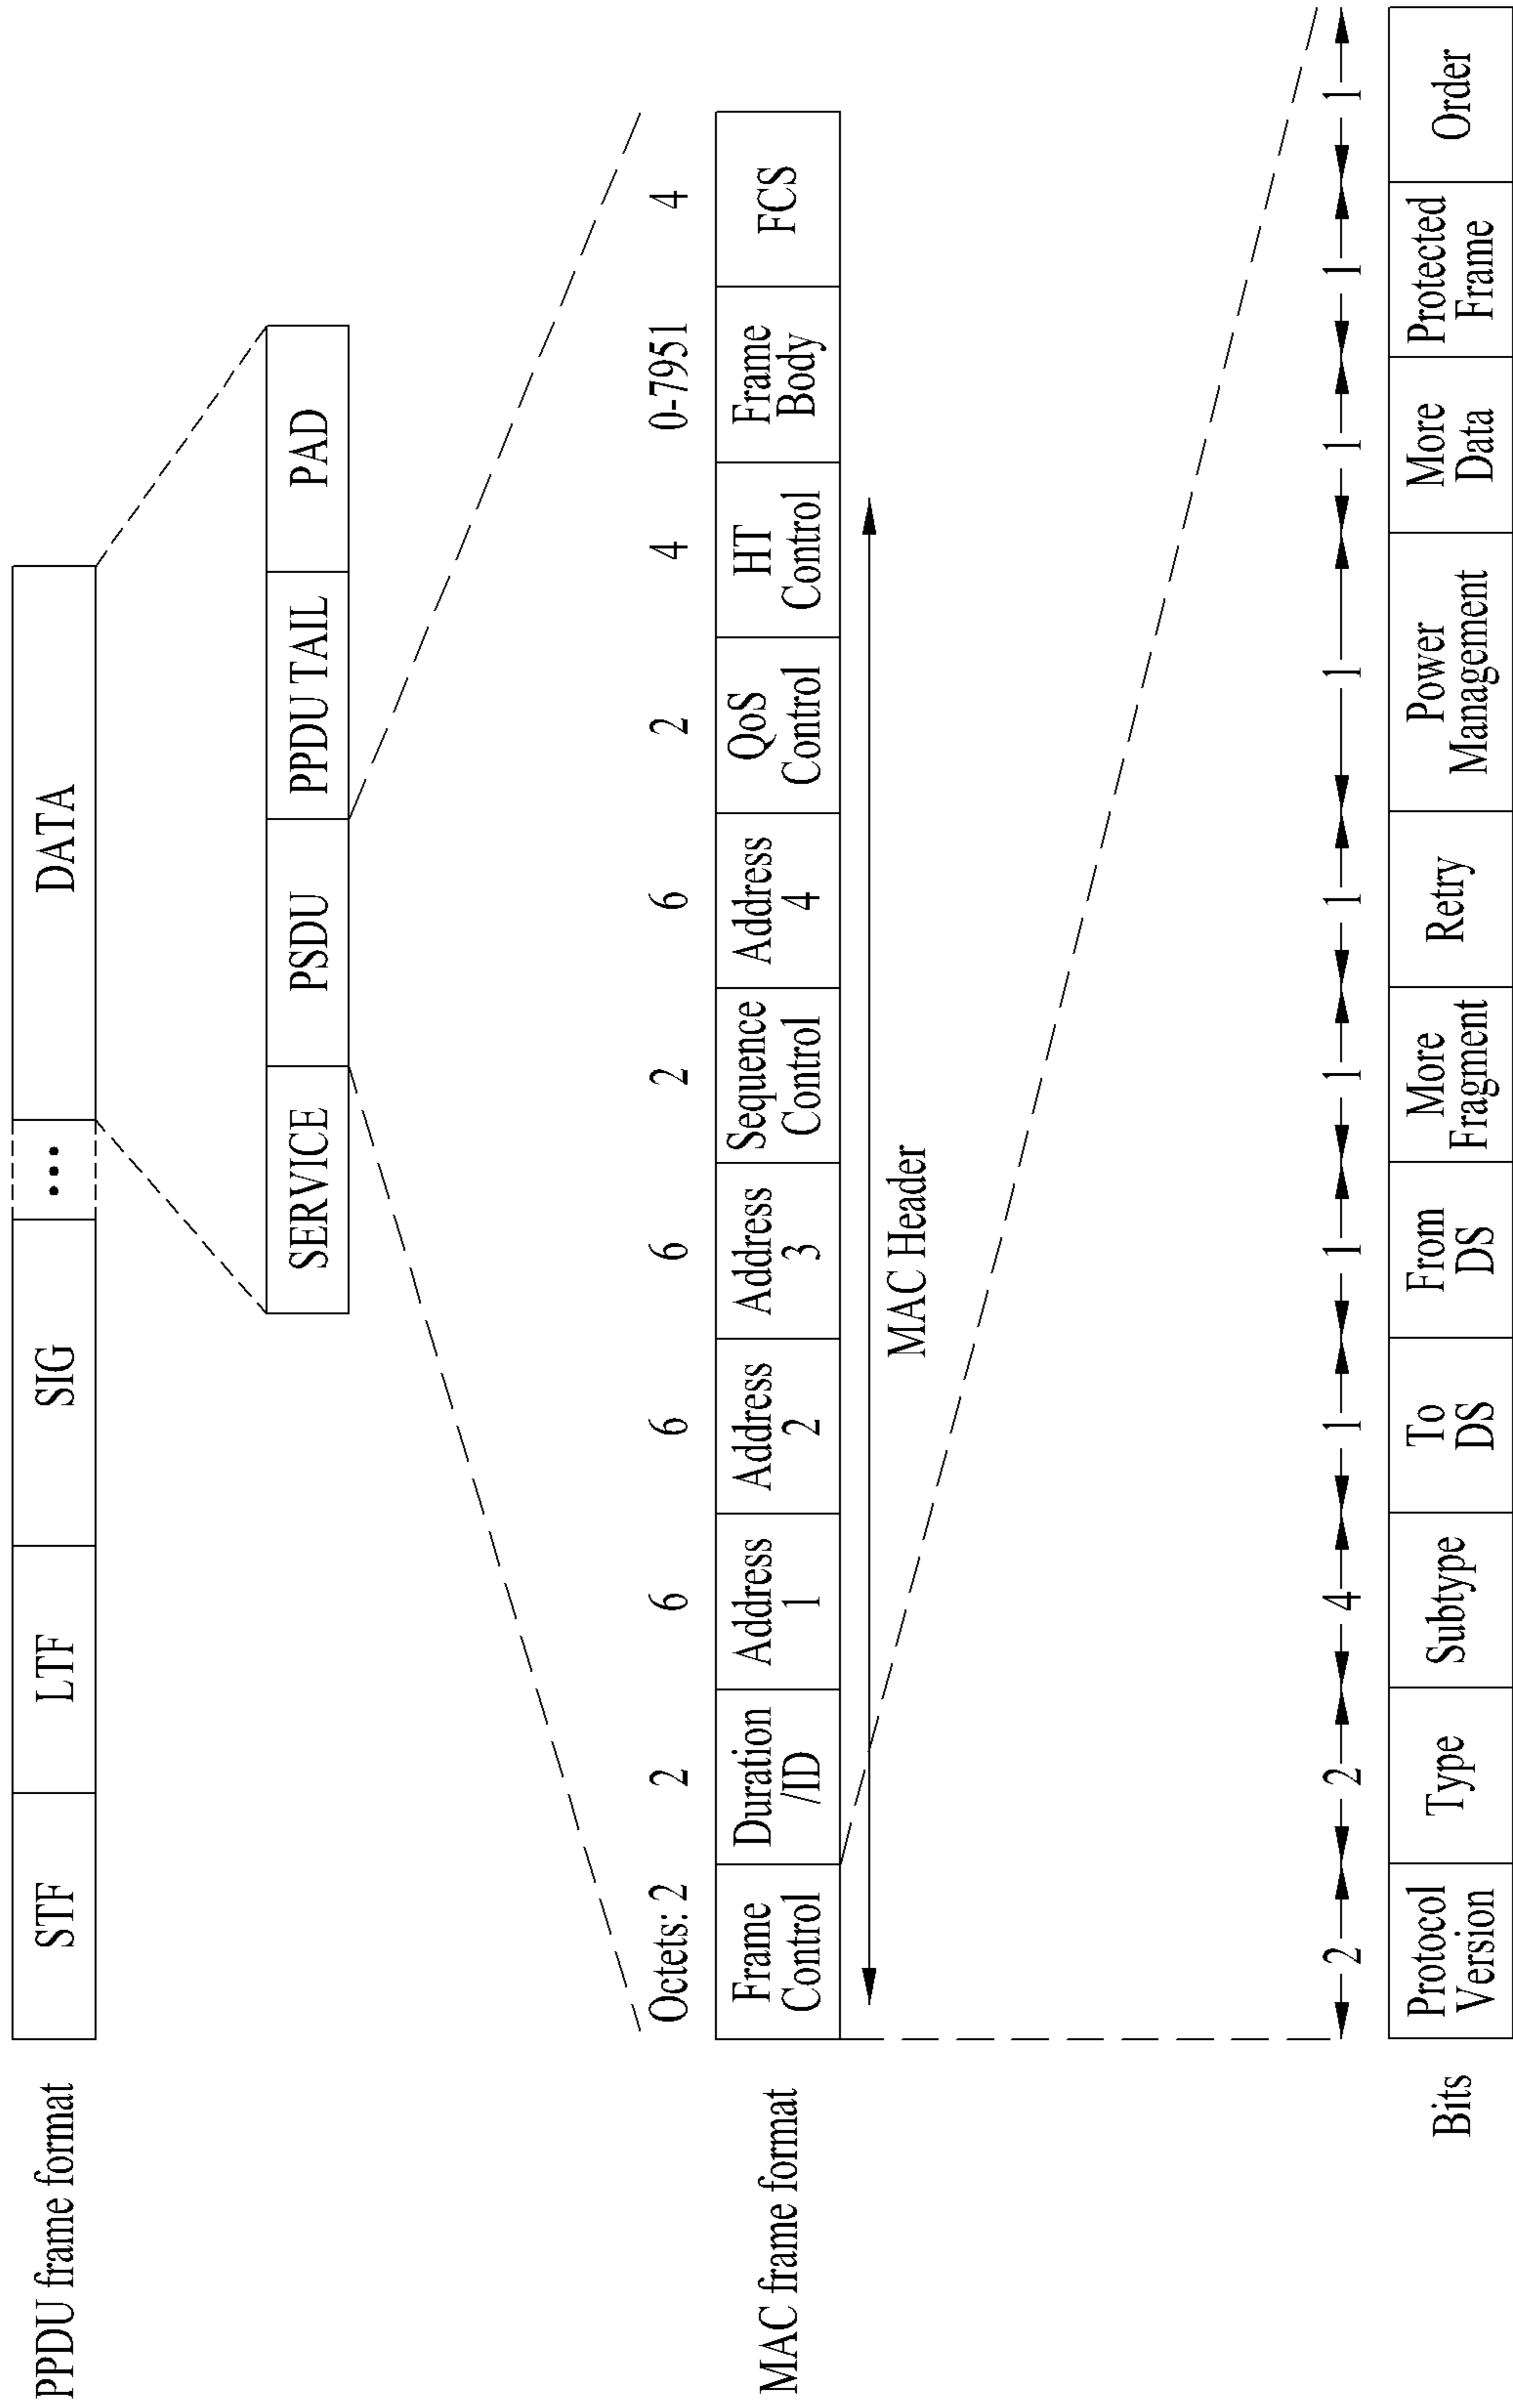 PPDU frame format
STF LTF SIG ... DATA
SERVICE PSDU PPDU TAIL PAD
Octets: 2 2 6 6 6 2 6 2 4 0-7951 4
MAC frame format
Frame Control
Duration /ID
Address 1
Address 2
Address 3
Sequence Control
Address 4
QoS Control
HT Control
Frame Body
FCS
MAC Header
2 2 4 1 1 1 1 1 1 1 1
Bits
Protocol Version
Type
Subtype
To DS
From DS
More Fragment
Retry
Power Management
More Data
Protected Frame
Order